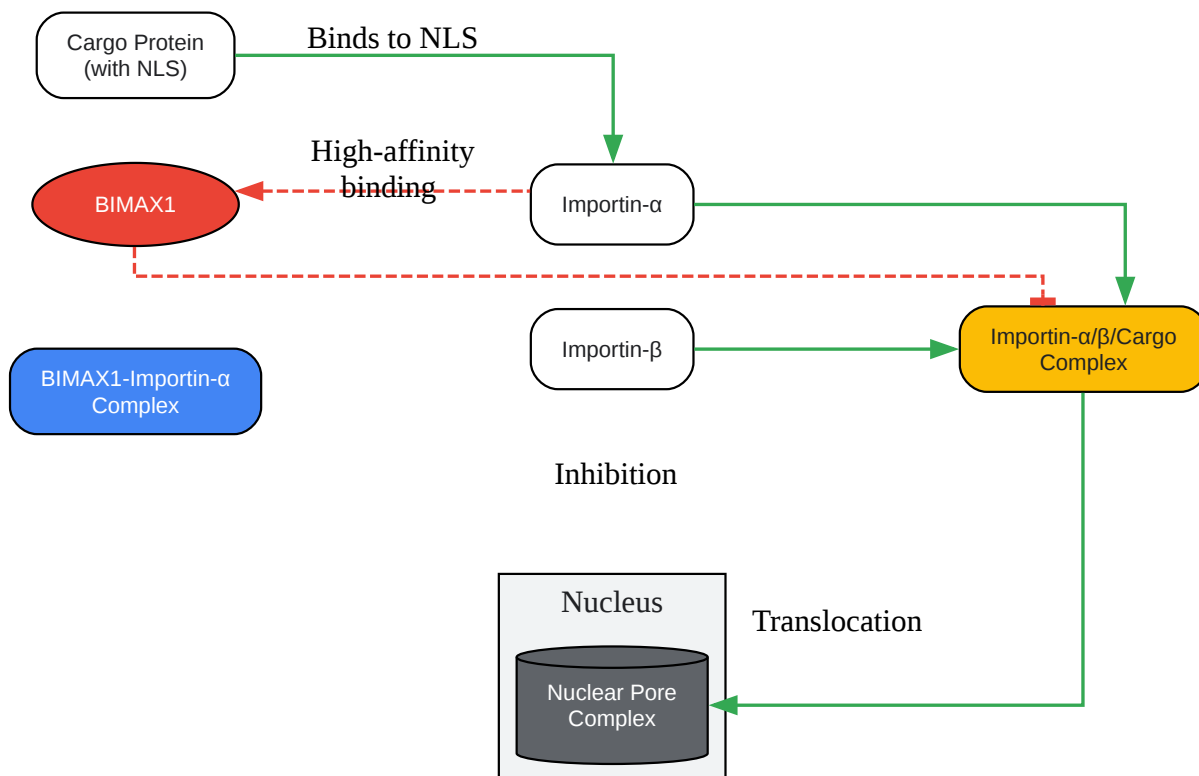 Cargo Protein
(with NLS)
Binds to NLS
High-affinity
binding
BIMAX1
Importin-α
Importin-β
Importin-α/β/Cargo
Complex
BIMAX1-Importin-α
Complex
Inhibition
Nucleus
Translocation
Nuclear Pore
Complex